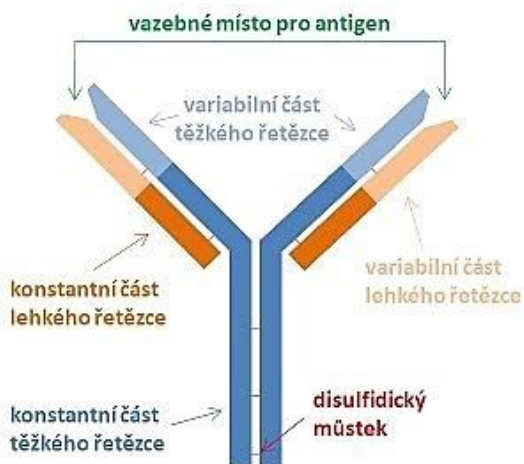 vazebné místo pro antigen
variabilní část
těžkého řetězce
konstantní část
lehkého řetězce
variabilní část
lehkého řetězce
konstantní část
těžkého řetězce
disulfidický
můstek